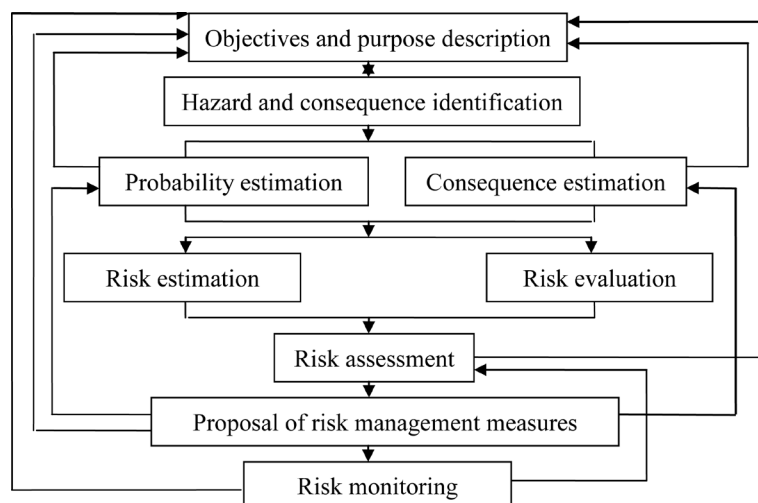 Objectives and purpose description
Hazard and consequence identification
Probability estimation
Consequence estimation
Risk estimation
Risk evaluation
Risk assessment
Proposal of risk management measures
Risk monitoring